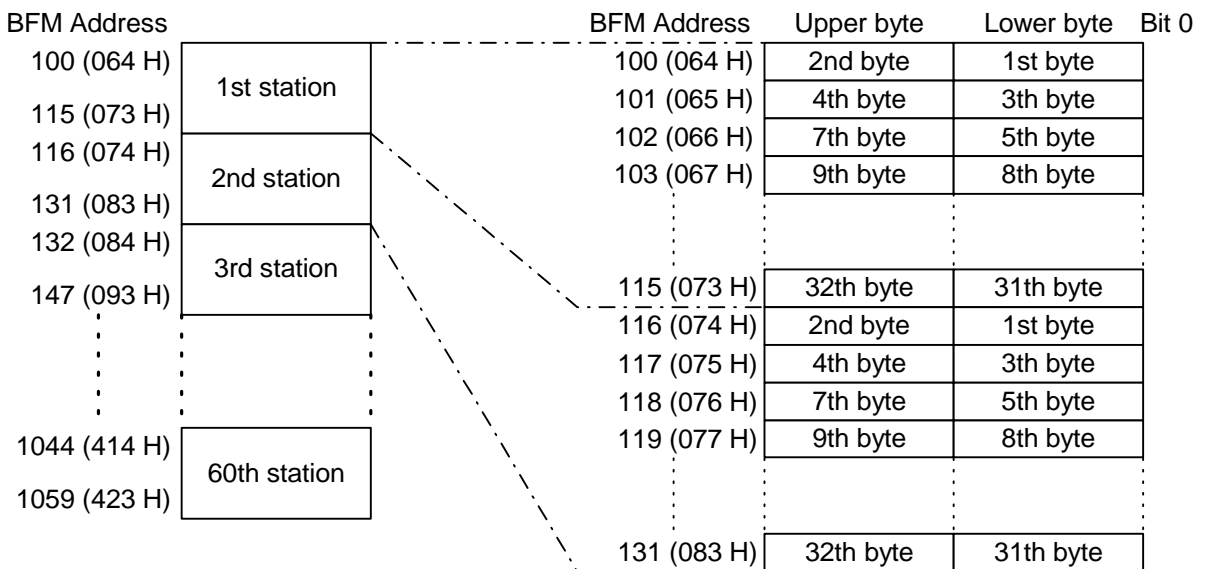 BFM Address
100 (064 H)
1st station
115 (073 H)
116 (074 H)
2nd station
131 (083 H)
132 (084 H)
3rd station
147 (093 H)
1044 (414 H)
60th station
1059 (423 H)
BFM Address Upper byte Lower byte Bit 0
100 (064 H) 2nd byte 1st byte
101 (065 H) 4th byte 3th byte
102 (066 H) 7th byte 5th byte
103 (067 H) 9th byte 8th byte
115 (073 H) 32th byte 31th byte
116 (074 H) 2nd byte 1st byte
117 (075 H) 4th byte 3th byte
118 (076 H) 7th byte 5th byte
119 (077 H) 9th byte 8th byte
131 (083 H) 32th byte 31th byte